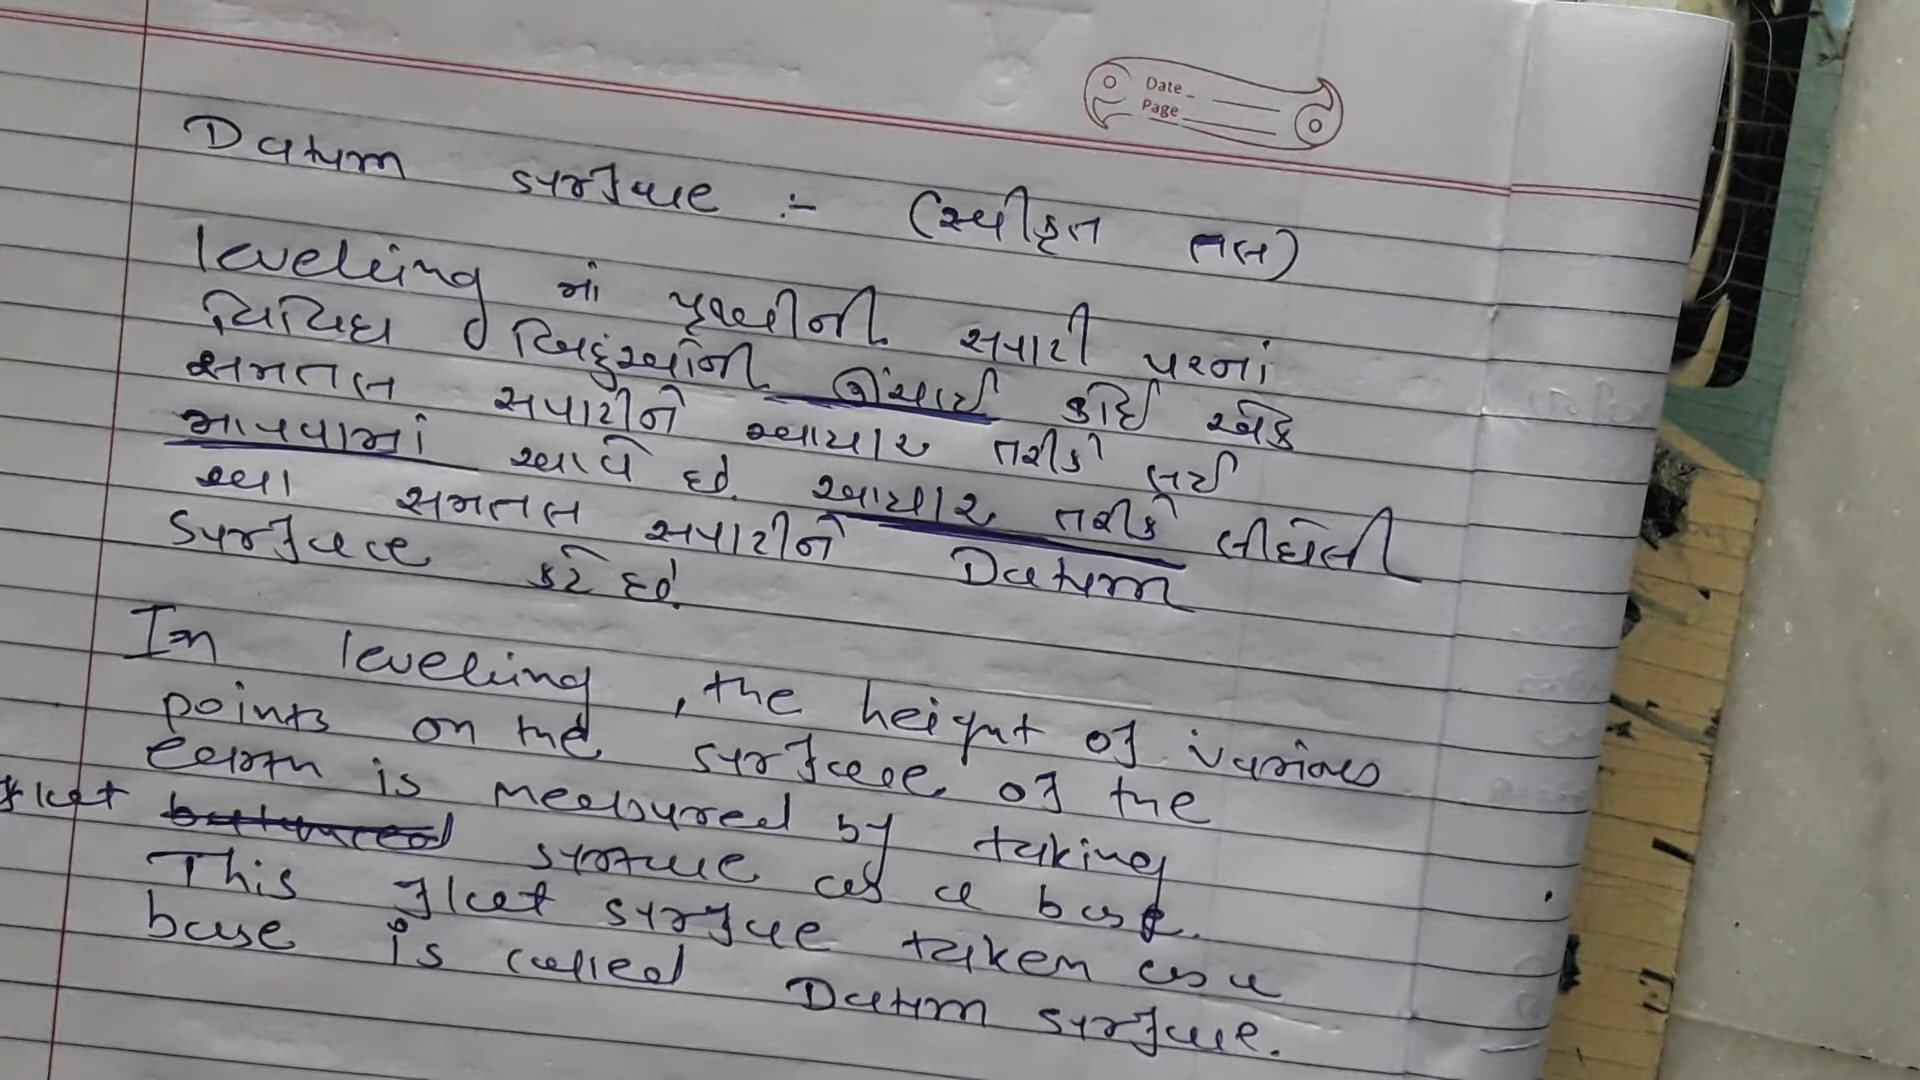 Date
Page
Datum surface :- (સ્વીકૃત તલ)
leveling માં પૃથ્વીની સપાટી પરનાં
વિવિધ બિંદુઓની ઊંચાઈ કોઈ એક
સમતલ સપાટીને આધાર તરીકે લઈ
માપવામાં આવે છે. આધાર તરીકે લીધેલી
આ સમતલ સપાટીને Datum
surface કહે છે.
In leveling, the height of various
points on the surface of the
earth is measured by taking
flat surface as a base.
This flat surface taken as a
base is called Datum surface.